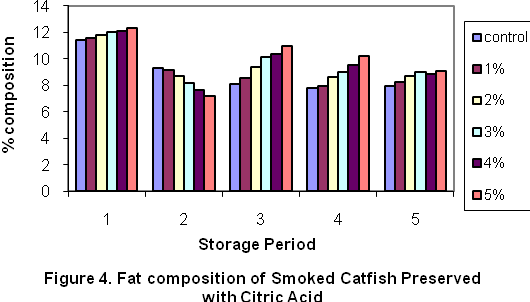 14
12
10
8
6
4
2
0
% composition
1 2 3 4 5
Storage Period
control
1%
2%
3%
4%
5%
Figure 4. Fat composition of Smoked Catfish Preserved
with Citric Acid